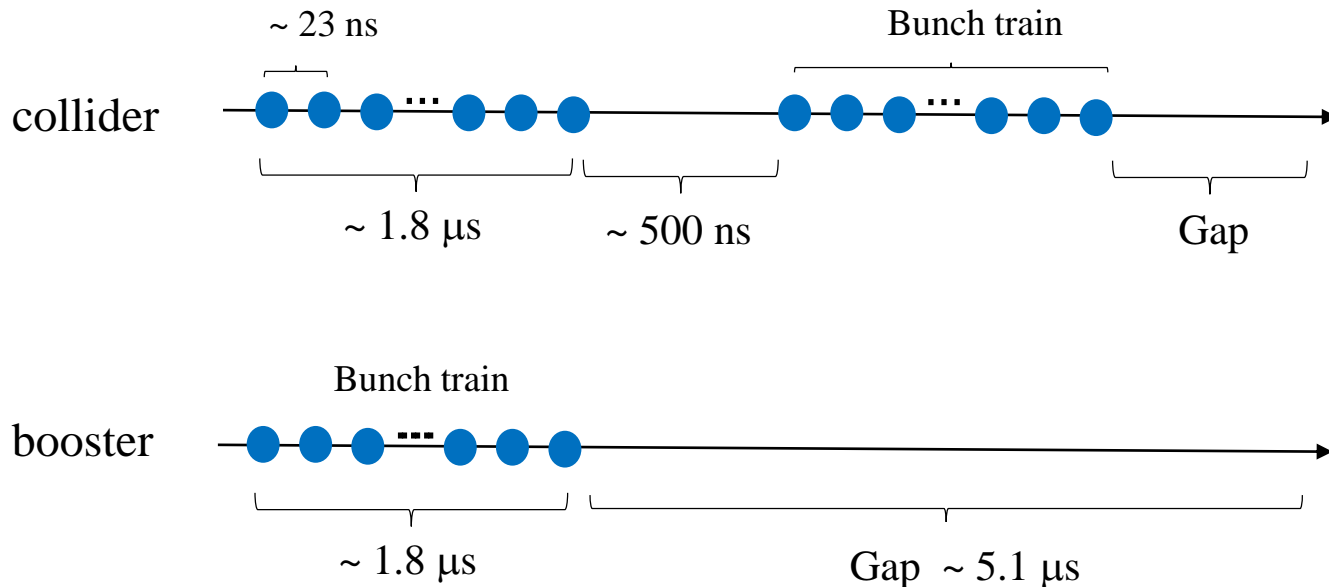 ~ 23 ns
Bunch train
collider
...
...
~ 1.8 μs
~ 500 ns
Gap
Bunch train
booster
...
~ 1.8 μs
Gap ~ 5.1 μs